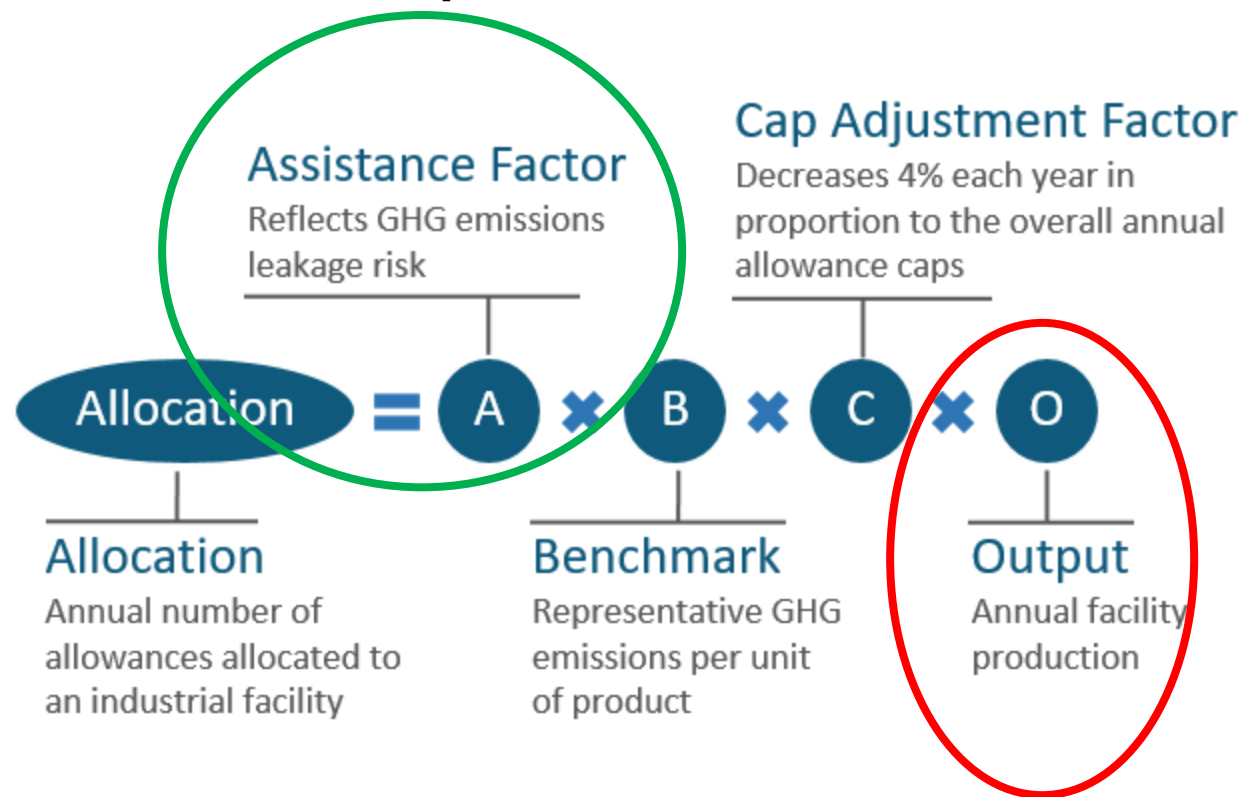 Cap Adjustment Factor
Decreases 4% each year in
proportion to the overall annual
allowance caps
Assistance Factor
Reflects GHG emissions
leakage risk
Allocation = A × B × C × O
Allocation
Annual number of
allowances allocated to
an industrial facility
Benchmark
Representative GHG
emissions per unit
of product
Output
Annual facility
production